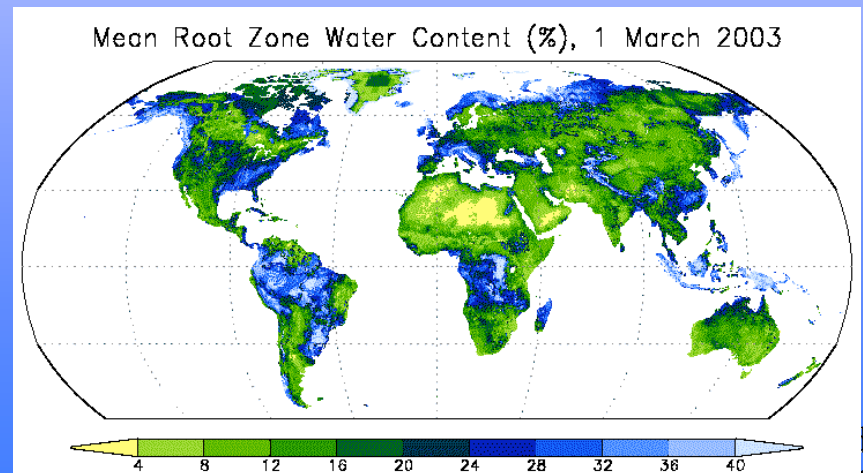 Mean Root Zone Water Content (%), 1 March 2003
4 8 12 16 20 24 28 32 36 40